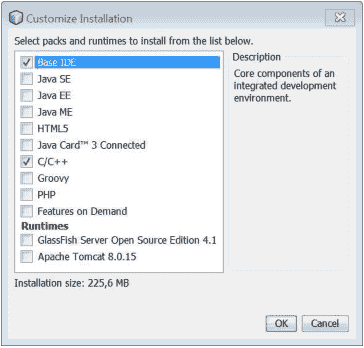 Customize Installation
Select packs and runtimes to install from the list below.
Base IDE
Java SE
Java EE
Java ME
HTML5
Java Card™ 3 Connected
C/C++
Groovy
PHP
Features on Demand
Runtimes
GlassFish Server Open Source Edition 4.1
Apache Tomcat 8.0.15
Description
Core components of an
integrated development
environment.
Installation size: 225,6 MB
OK
Cancel